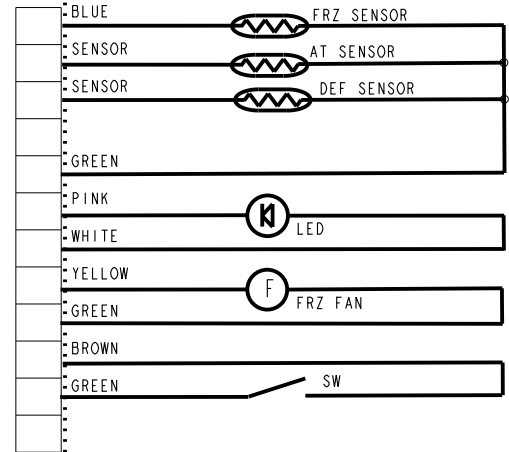 BLUE
FRZ SENSOR
SENSOR
AT SENSOR
SENSOR
DEF SENSOR
GREEN
PINK
LED
WHITE
YELLOW
F
FRZ FAN
GREEN
BROWN
GREEN
SW